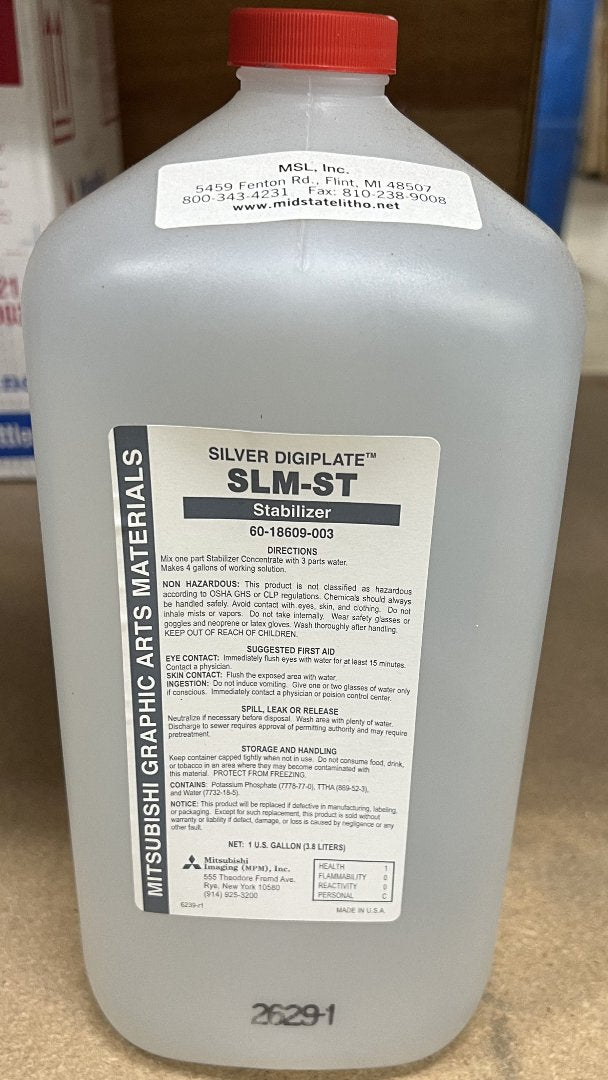 MSL, Inc.
5459 Fenton Rd., Flint, MI 48507
800-343-4231 Fax: 810-238-9008
www.midstatelitho.net
MITSUBISHI GRAPHIC ARTS MATERIALS
SILVER DIGIPLATE™
SLM-ST
Stabilizer
60-18609-003
DIRECTIONS
Mix one part Stabilizer Concentrate with 3 parts water.
Makes 4 gallons of working solution.
NON HAZARDOUS: This product is not classified as hazardous
according to OSHA GHS or CLP regulations. Chemicals should always
be handled safely. Avoid contact with eyes, skin, and clothing. Do not
inhale mists or vapors. Do not take internally. Wear safety glasses or
goggles and neoprene or latex gloves. Wash thoroughly after handling.
KEEP OUT OF REACH OF CHILDREN.
SUGGESTED FIRST AID
EYE CONTACT: Immediately flush eyes with water for at least 15 minutes.
Contact a physician.
SKIN CONTACT: Flush the exposed area with water.
INGESTION: Do not induce vomiting. Give one or two glasses of water only
if conscious. Immediately contact a physician or poision control center.
SPILL, LEAK OR RELEASE
Neutralize if necessary before disposal. Wash area with plenty of water.
Discharge to sewer requires approval of permitting authority and may require
pretreatment.
STORAGE AND HANDLING
Keep container capped tightly when not in use. Do not consume food, drink,
or tobacco in an area where they may become contaminated with
this material. PROTECT FROM FREEZING.
CONTAINS: Potassium Phosphate (7778-77-0), TTHA (869-52-3),
and Water (7732-18-5).
NOTICE: This product will be replaced if defective in manufacturing, labeling,
or packaging. Except for such replacement, this product is sold without
warranty or liability if defect, damage, or loss is caused by negligence or any
other fault.
NET: 1 U.S. GALLON (3.8 LITERS)
Mitsubishi
Imaging (MPM), Inc.
555 Theodore Fremd Ave.
Rye, New York 10580
(914) 925-3200
HEALTH 1
FLAMMABILITY 0
REACTIVITY 0
PERSONAL C
6239-r1
MADE IN U.S.A.
2629-1